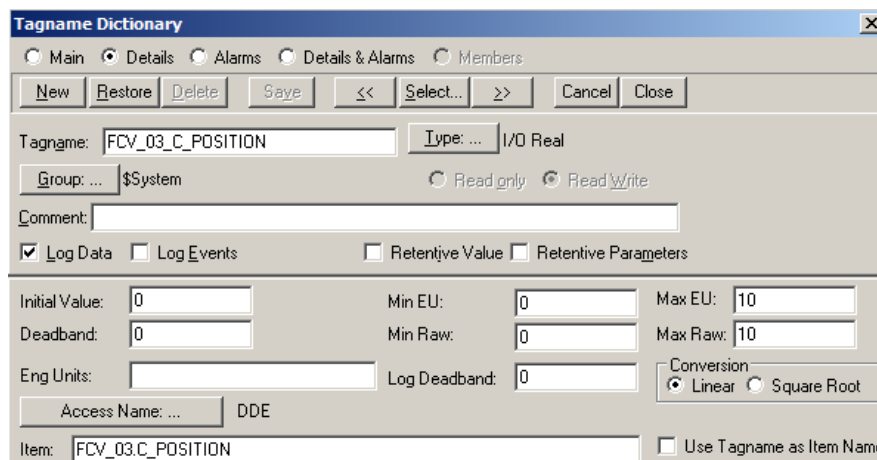 Tagname Dictionary
Main Details Alarms Details & Alarms Members
New Restore Delete Save << Select... >> Cancel Close
Tagname: FCV_03_C_POSITION Type: ... I/O Real
Group: ... $System Read only Read Write
Comment:
Log Data Log Events Retentive Value Retentive Parameters
Initial Value: 0 Min EU: 0 Max EU: 10
Deadband: 0 Min Raw: 0 Max Raw: 10
Eng Units: Log Deadband: 0 Conversion
Linear Square Root
Access Name: ... DDE
Item: FCV_03.C_POSITION Use Tagname as Item Nam